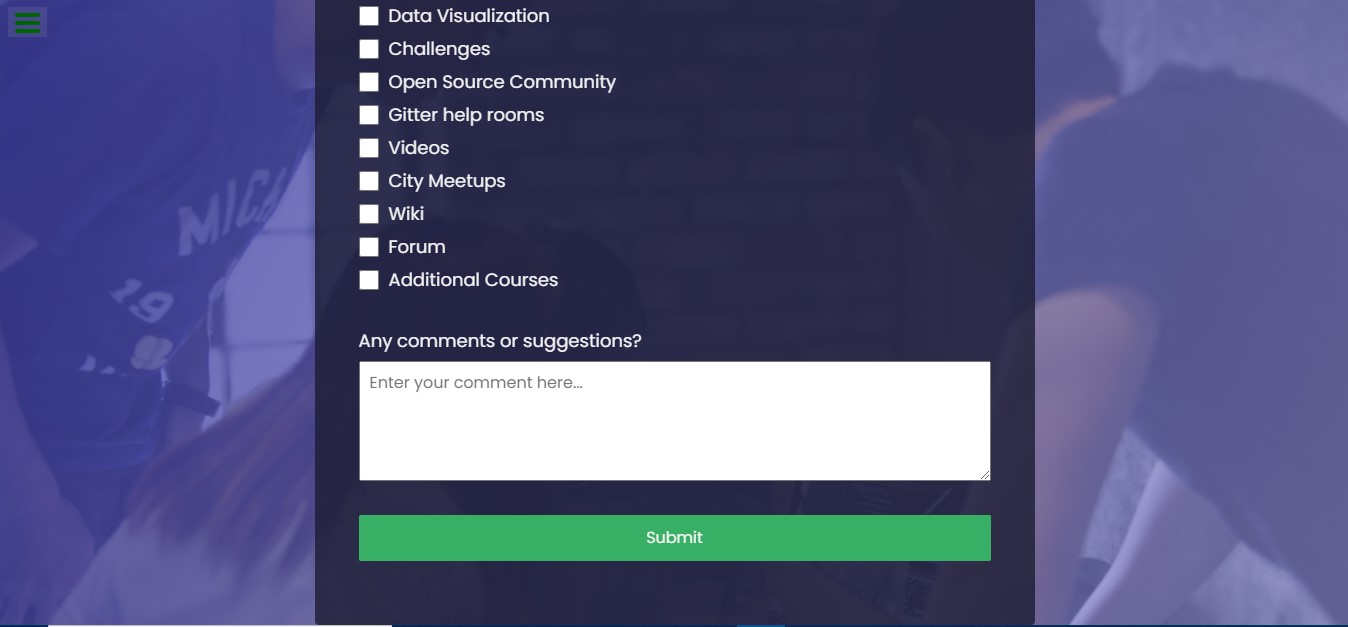 Data Visualization
Challenges
Open Source Community
Gitter help rooms
Videos
City Meetups
Wiki
Forum
Additional Courses
Any comments or suggestions?
Enter your comment here...
Submit
19